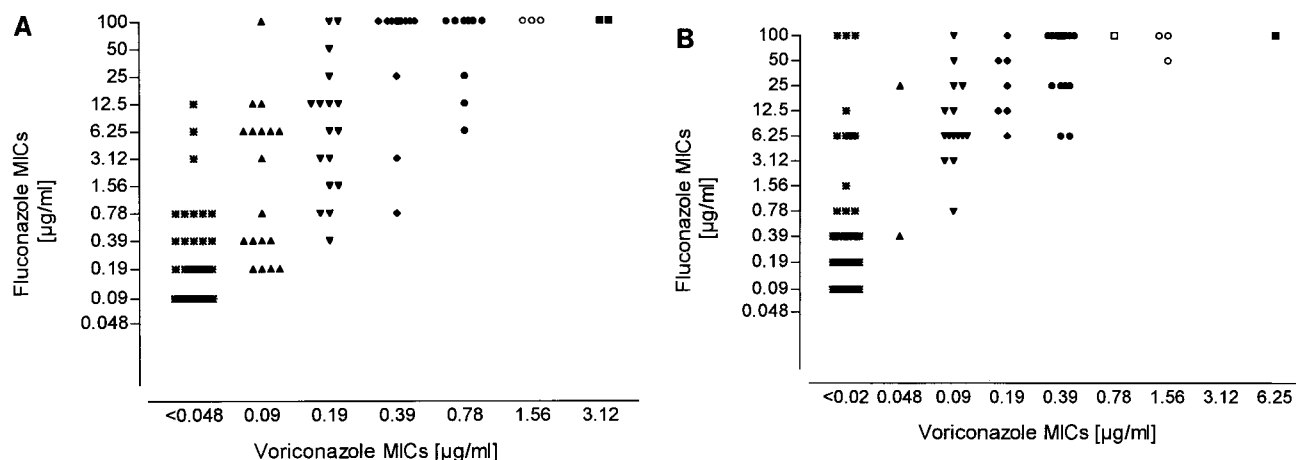 A
Fluconazole MICs
[µg/ml]
100
50
25
12.5
6.25
3.12
1.56
0.78
0.39
0.19
0.09
0.048
<0.048 0.09 0.19 0.39 0.78 1.56 3.12
Voriconazole MICs [µg/ml]
B
Fluconazole MICs
[µg/ml]
100
50
25
12.5
6.25
3.12
1.56
0.78
0.39
0.19
0.09
0.048
<0.02 0.048 0.09 0.19 0.39 0.78 1.56 3.12 6.25
Voriconazole MICs [µg/ml]